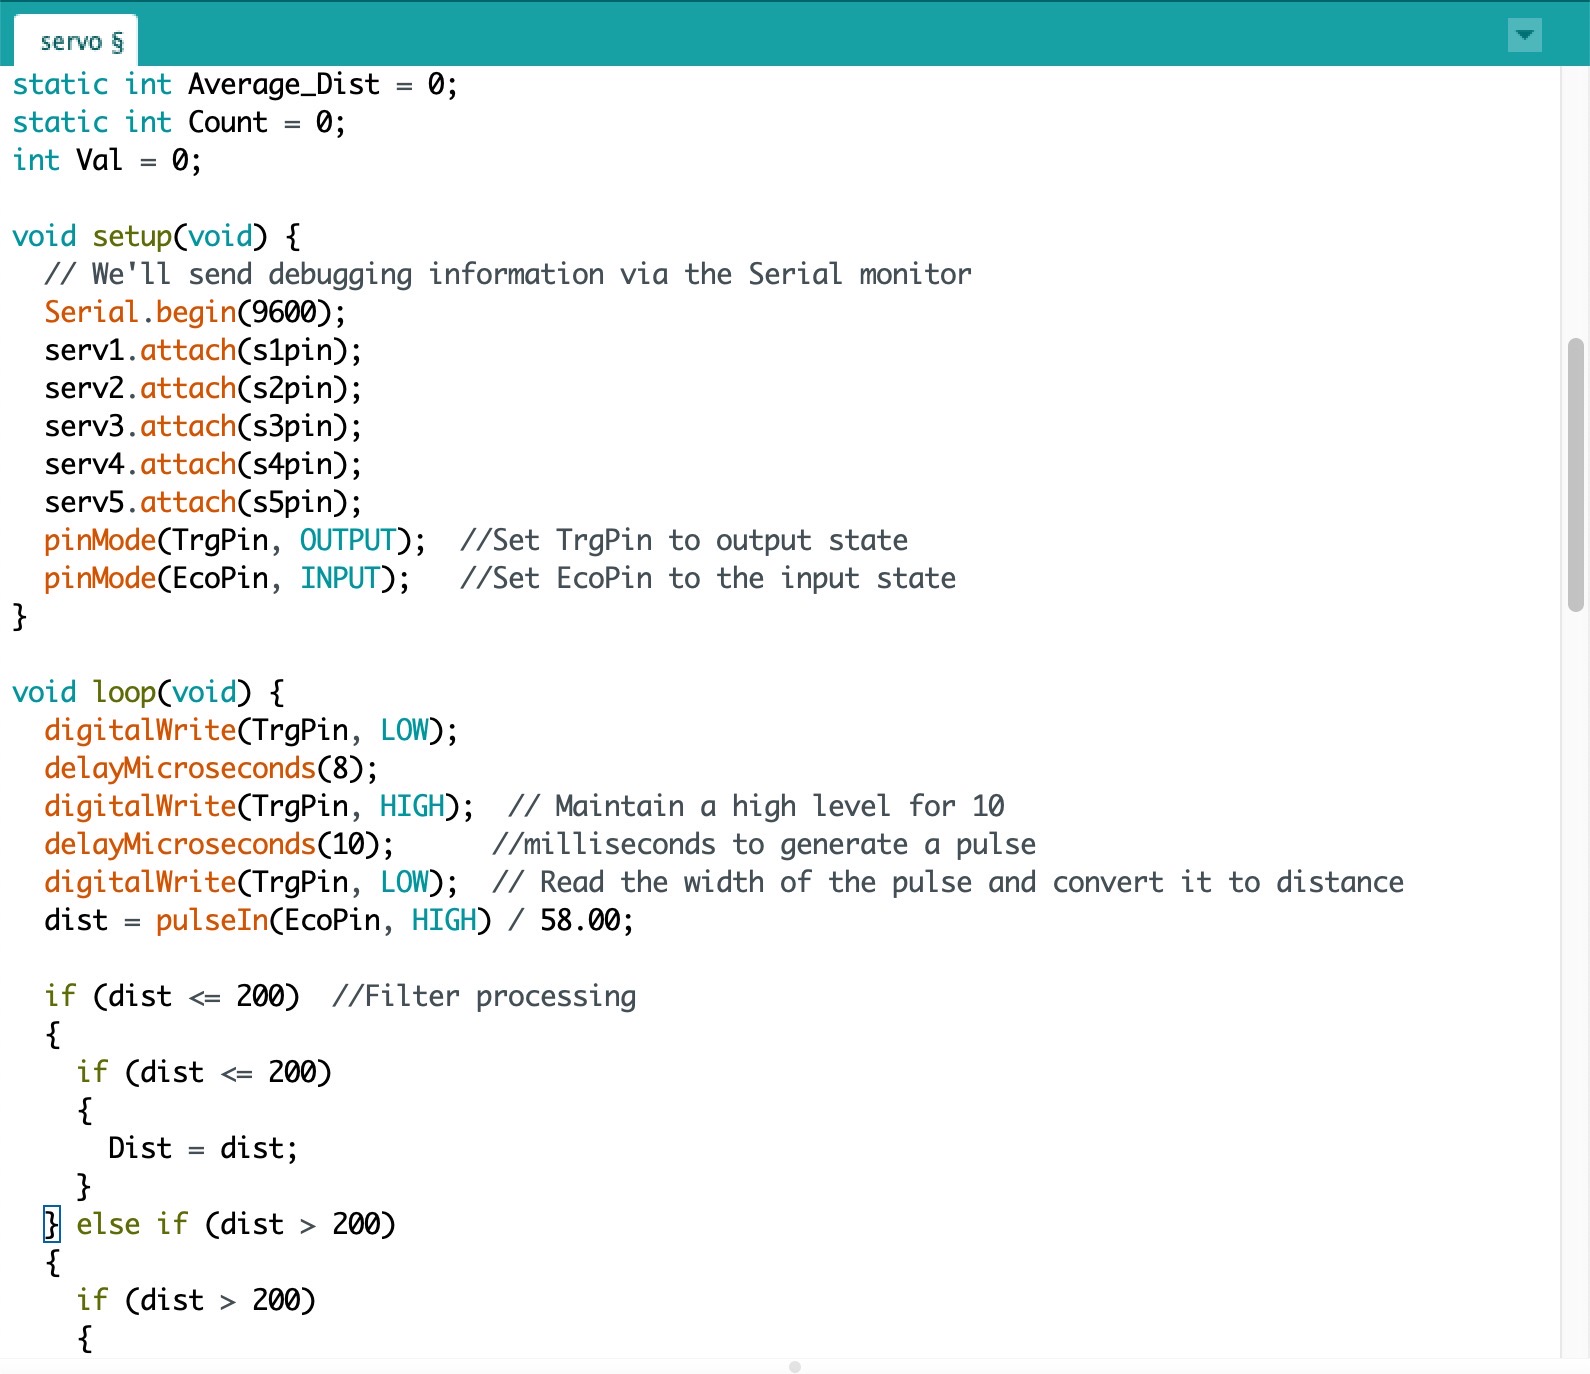 servo §
static int Average_Dist = 0;
static int Count = 0;
int Val = 0;
void setup(void) {
// We'll send debugging information via the Serial monitor
Serial.begin(9600);
serv1.attach(s1pin);
serv2.attach(s2pin);
serv3.attach(s3pin);
serv4.attach(s4pin);
serv5.attach(s5pin);
pinMode(TrgPin, OUTPUT);  //Set TrgPin to output state
pinMode(EcoPin, INPUT);   //Set EcoPin to the input state
}
void loop(void) {
digitalWrite(TrgPin, LOW);
delayMicroseconds(8);
digitalWrite(TrgPin, HIGH);  // Maintain a high level for 10
delayMicroseconds(10);      //milliseconds to generate a pulse
digitalWrite(TrgPin, LOW);  // Read the width of the pulse and convert it to distance
dist = pulseIn(EcoPin, HIGH) / 58.00;
if (dist <= 200)  //Filter processing
{
if (dist <= 200)
{
Dist = dist;
}
} else if (dist > 200)
{
if (dist > 200)
{